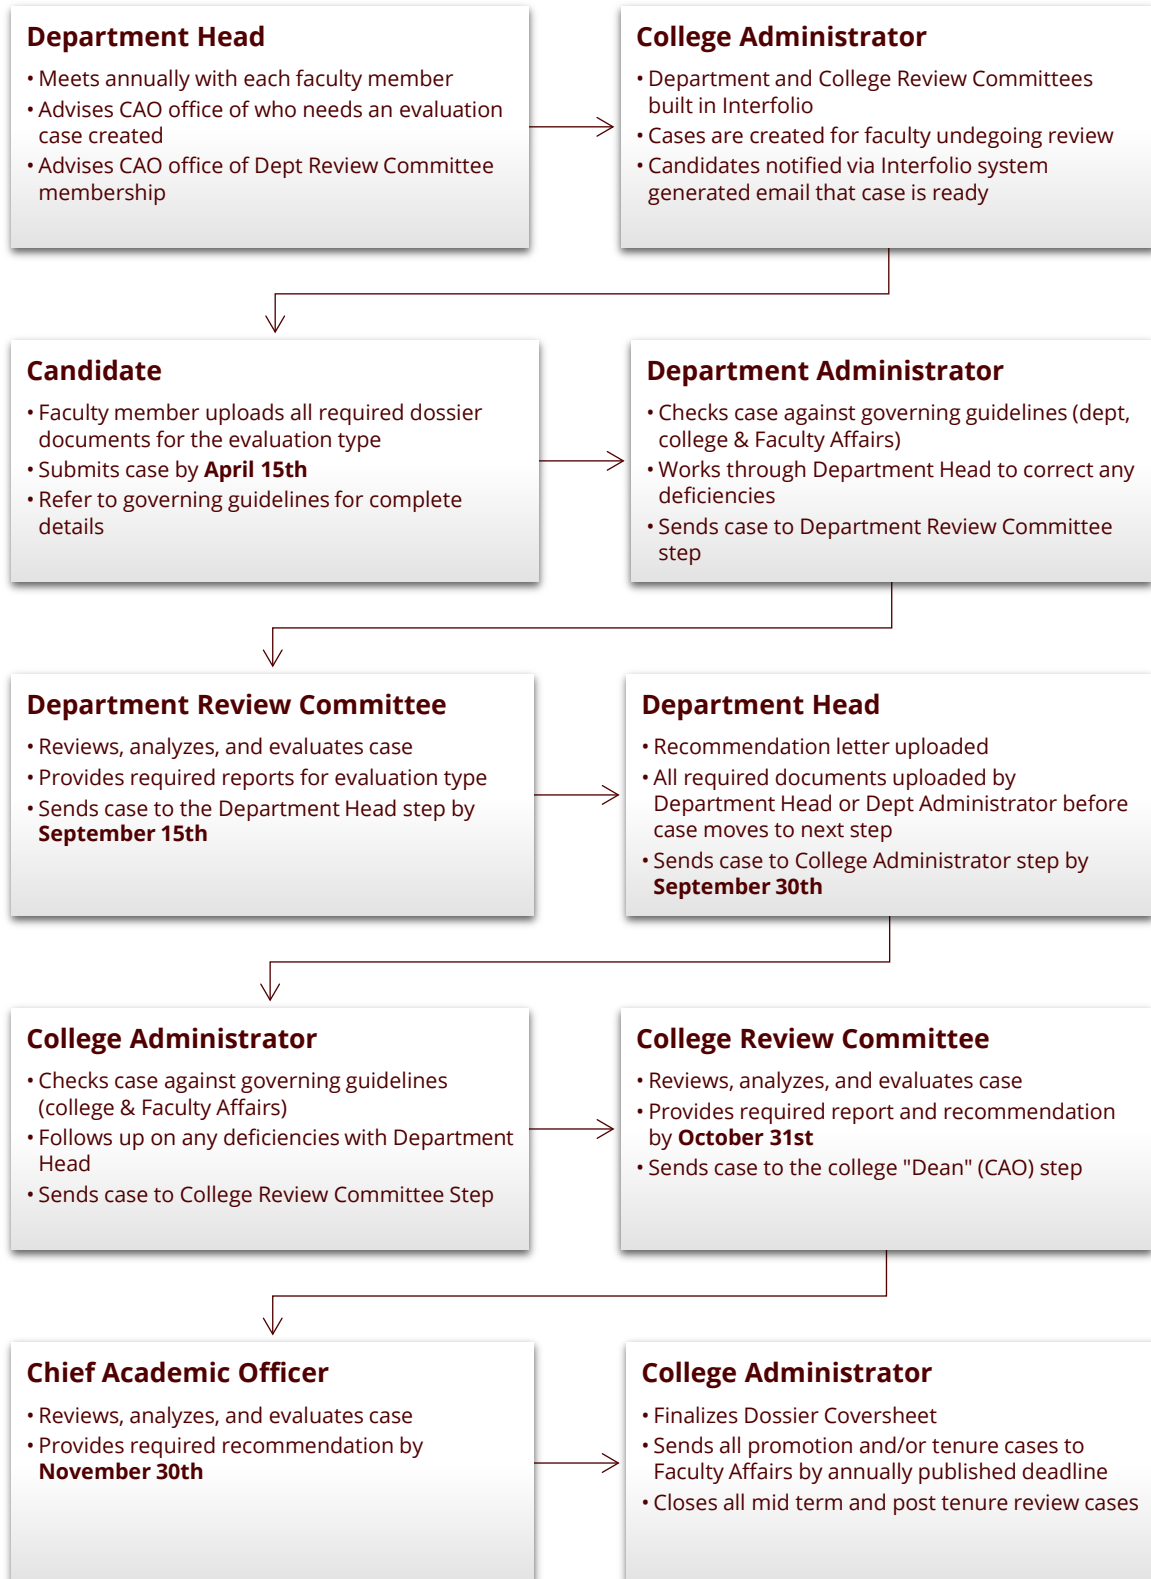 Department Head
• Meets annually with each faculty member
• Advises CAO office of who needs an evaluation
case created
• Advises CAO office of Dept Review Committee
membership
College Administrator
• Department and College Review Committees
built in Interfolio
• Cases are created for faculty undegoing review
• Candidates notified via Interfolio system
generated email that case is ready
Candidate
• Faculty member uploads all required dossier
documents for the evaluation type
• Submits case by April 15th
• Refer to governing guidelines for complete
details
Department Administrator
• Checks case against governing guidelines (dept,
college & Faculty Affairs)
• Works through Department Head to correct any
deficiencies
• Sends case to Department Review Committee
step
Department Review Committee
• Reviews, analyzes, and evaluates case
• Provides required reports for evaluation type
• Sends case to the Department Head step by
September 15th
Department Head
• Recommendation letter uploaded
• All required documents uploaded by
Department Head or Dept Administrator before
case moves to next step
• Sends case to College Administrator step by
September 30th
College Administrator
• Checks case against governing guidelines
(college & Faculty Affairs)
• Follows up on any deficiencies with Department
Head
• Sends case to College Review Committee Step
College Review Committee
• Reviews, analyzes, and evaluates case
• Provides required report and recommendation
by October 31st
• Sends case to the college "Dean" (CAO) step
Chief Academic Officer
• Reviews, analyzes, and evaluates case
• Provides required recommendation by
November 30th
College Administrator
• Finalizes Dossier Coversheet
• Sends all promotion and/or tenure cases to
Faculty Affairs by annually published deadline
• Closes all mid term and post tenure review cases